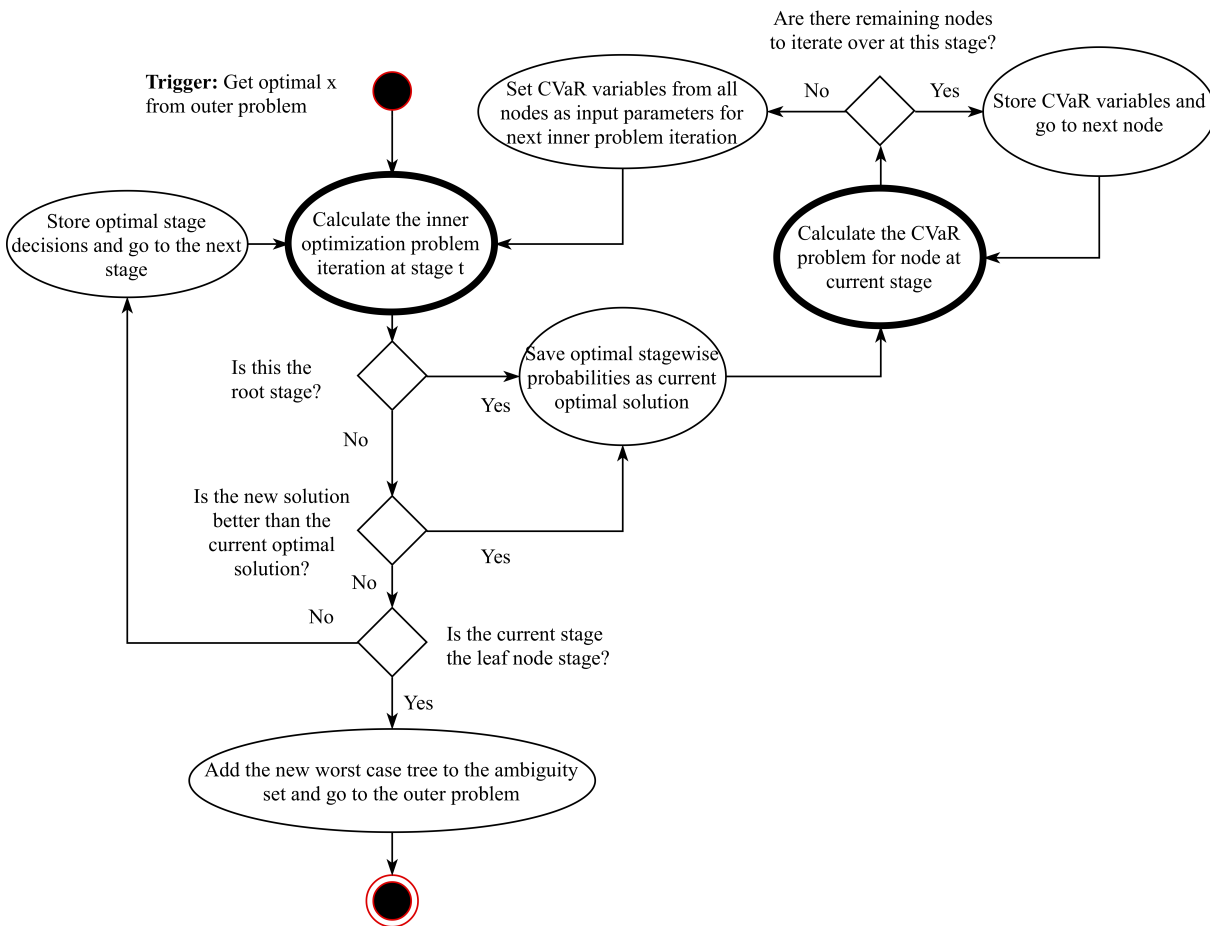 Are there remaining nodes
to iterate over at this stage?
Trigger: Get optimal x
from outer problem
Set CVaR variables from all
nodes as input parameters for
next inner problem iteration
No
Yes
Store CVaR variables and
go to next node
Store optimal stage
decisions and go to the next
stage
Calculate the inner
optimization problem
iteration at stage t
Calculate the CVaR
problem for node at
current stage
Is this the
root stage?
Yes
Save optimal stagewise
probabilities as current
optimal solution
No
Is the new solution
better than the
current optimal
solution?
Yes
No
No
Is the current stage
the leaf node stage?
Yes
Add the new worst case tree to the ambiguity
set and go to the outer problem